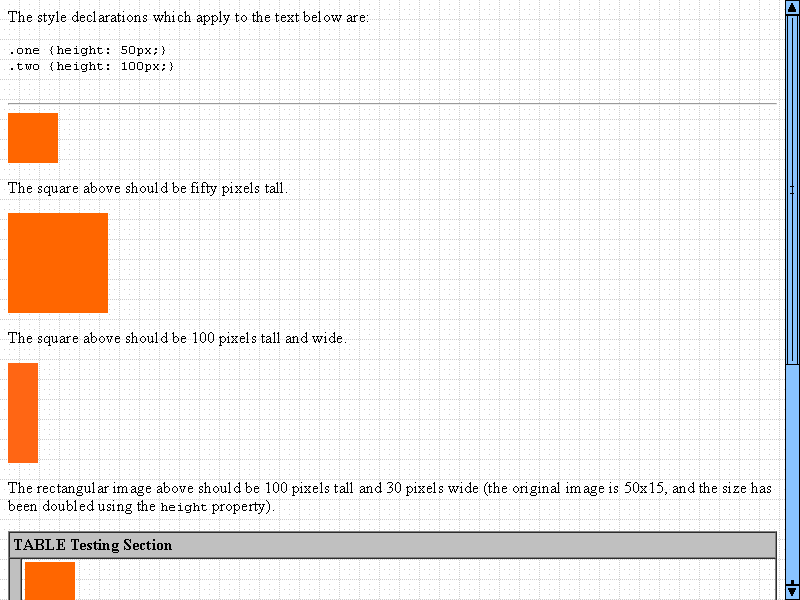 The style declarations which apply to the text below are:
.one {height: 50px;}
.two {height: 100px;}
The square above should be fifty pixels tall.
The square above should be 100 pixels tall and wide.
The rectangular image above should be 100 pixels tall and 30 pixels wide (the original image is 50x15, and the size has
been doubled using the height property).
TABLE Testing Section